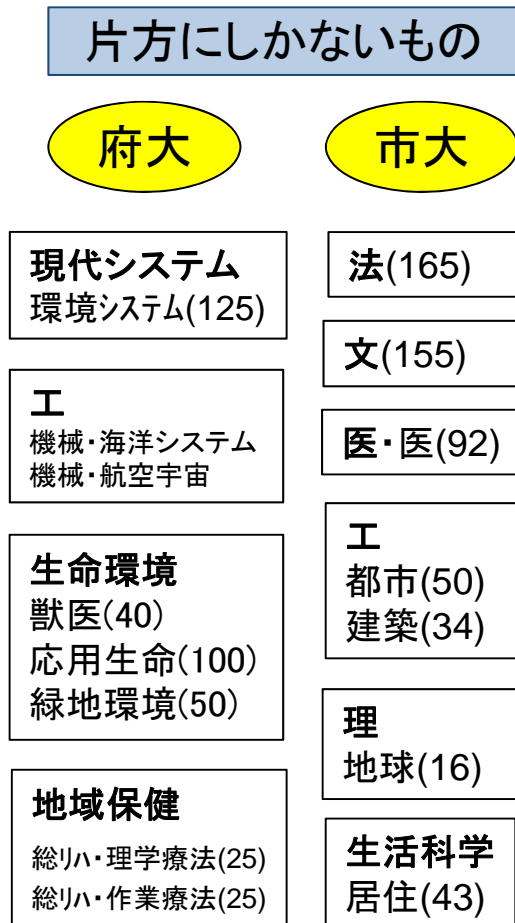 片方にしかないもの
府大
現代システム
環境システム(125)
工
機械・海洋システム
機械・航空宇宙
生命環境
獣医(40)
応用生命(100)
緑地環境(50)
地域保健
総リハ・理学療法(25)
総リハ・作業療法(25)
市大
法(165)
文(155)
医・医(92)
工
都市(50)
建築(34)
理
地球(16)
生活科学
居住(43)